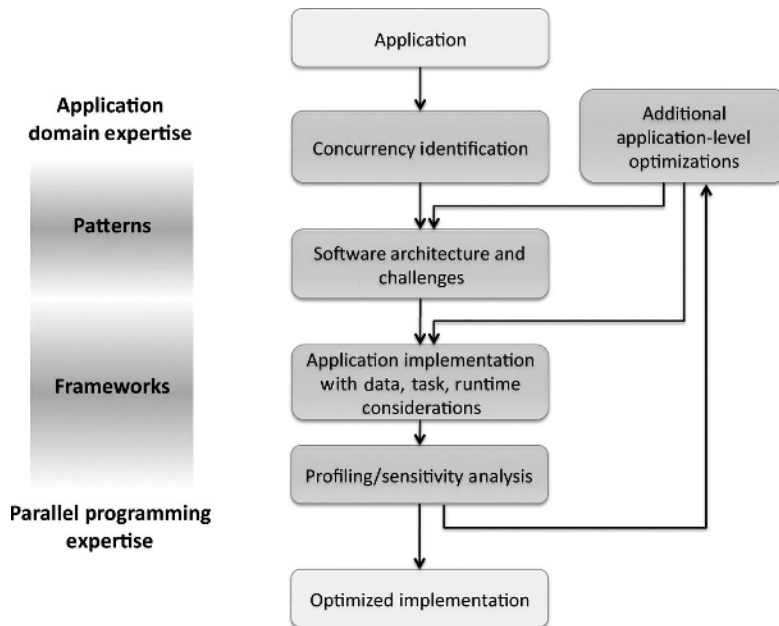 Application
Application
domain expertise
Concurrency identification
Additional
application-level
optimizations
Patterns
Software architecture and
challenges
Frameworks
Application implementation
with data, task, runtime
considerations
Profiling/sensitivity analysis
Parallel programming
expertise
Optimized implementation